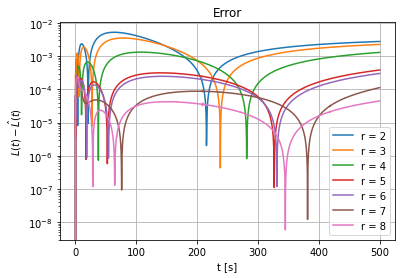 Error
10⁻²
10⁻³
10⁻⁴
10⁻⁵
10⁻⁶
10⁻⁷
10⁻⁸
L(t) − L̂(t)
r = 2
r = 3
r = 4
r = 5
r = 6
r = 7
r = 8
0 100 200 300 400 500
t [s]